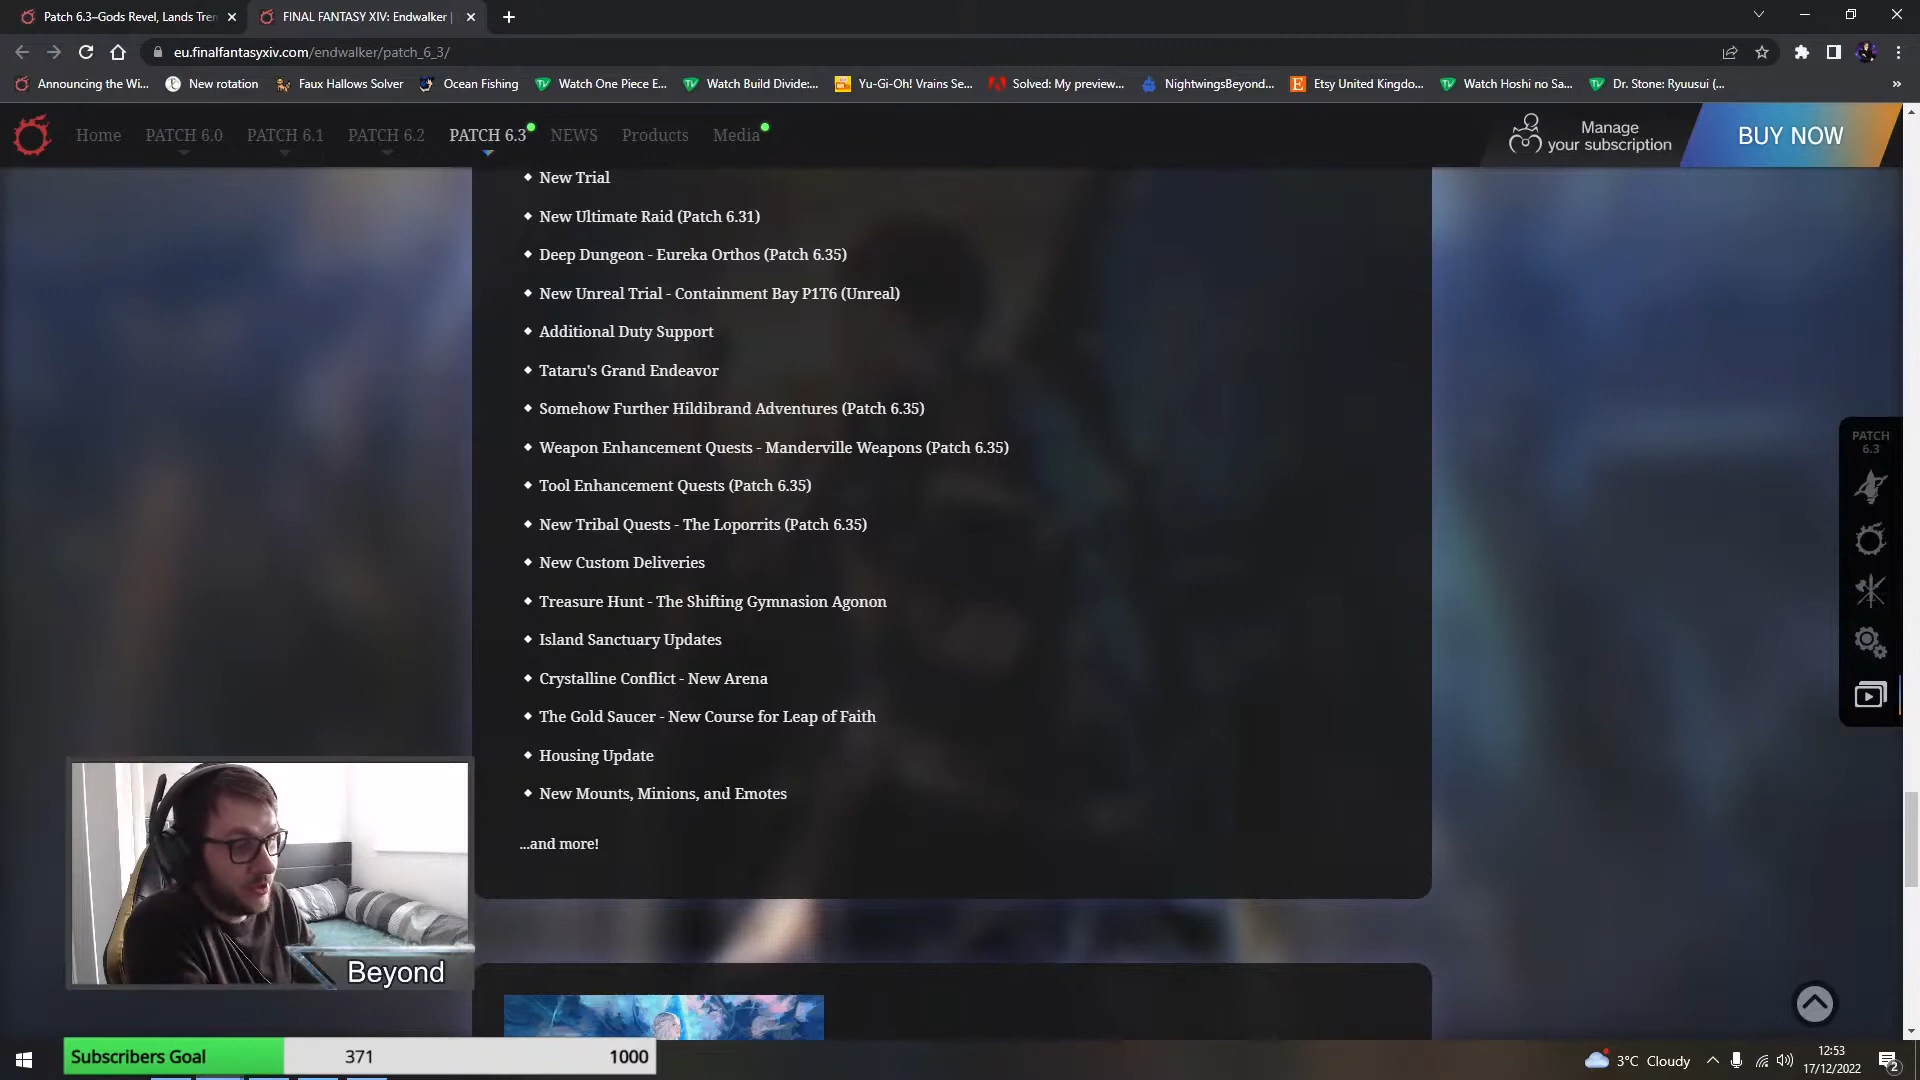 Patch 6.3–Gods Revel, Lands Trem
FINAL FANTASY XIV: Endwalker |
eu.finalfantasyxiv.com/endwalker/patch_6_3/
Announcing the Wi...
New rotation
Faux Hallows Solver
Ocean Fishing
Watch One Piece E...
Watch Build Divide:...
Yu-Gi-Oh! Vrains Se...
Solved: My preview...
NightwingsBeyond...
Etsy United Kingdo...
Watch Hoshi no Sa...
Dr. Stone: Ryuusui (...
»
Home
PATCH 6.0
PATCH 6.1
PATCH 6.2
PATCH 6.3
NEWS
Products
Media
Manage
your subscription
BUY NOW
New Trial
New Ultimate Raid (Patch 6.31)
Deep Dungeon - Eureka Orthos (Patch 6.35)
New Unreal Trial - Containment Bay P1T6 (Unreal)
Additional Duty Support
Tataru's Grand Endeavor
Somehow Further Hildibrand Adventures (Patch 6.35)
Weapon Enhancement Quests - Manderville Weapons (Patch 6.35)
Tool Enhancement Quests (Patch 6.35)
New Tribal Quests - The Loporrits (Patch 6.35)
New Custom Deliveries
Treasure Hunt - The Shifting Gymnasion Agonon
Island Sanctuary Updates
Crystalline Conflict - New Arena
The Gold Saucer - New Course for Leap of Faith
Housing Update
New Mounts, Minions, and Emotes
...and more!
PATCH
6.3
Beyond
Subscribers Goal 371 1000
3°C Cloudy
12:53
17/12/2022
2